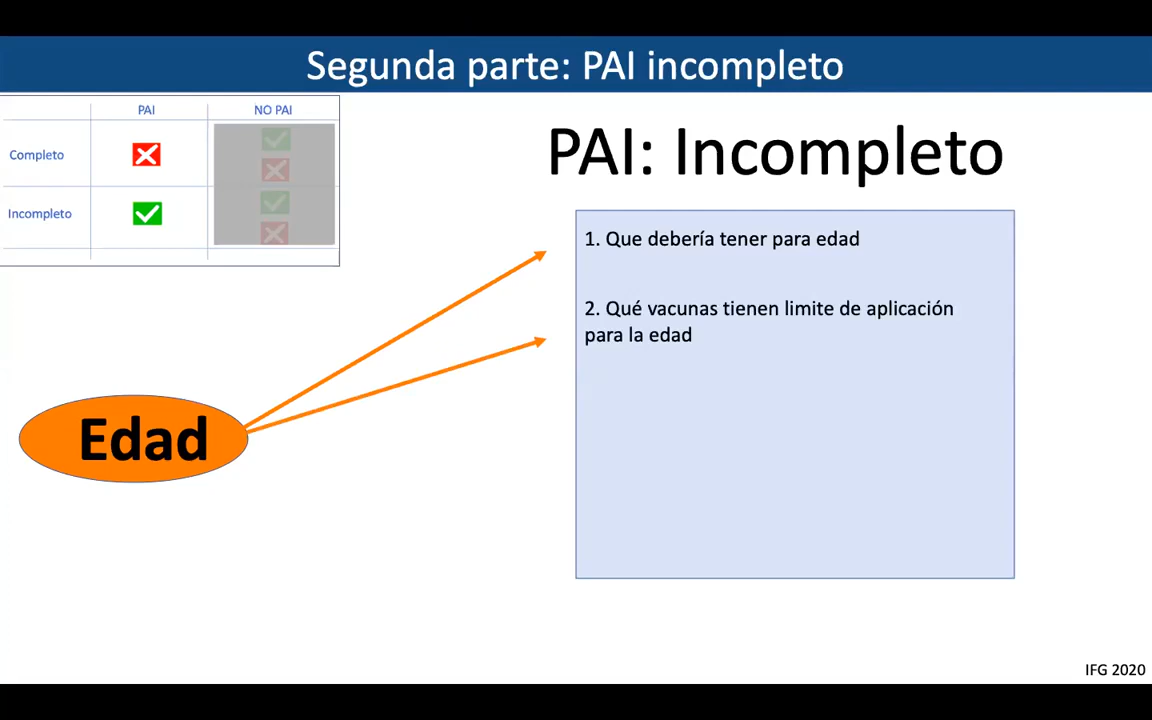 Segunda parte: PAI incompleto
PAI NO PAI
Completo
Incompleto
PAI: Incompleto
1. Que debería tener para edad
2. Qué vacunas tienen limite de aplicación
para la edad
Edad
IFG 2020